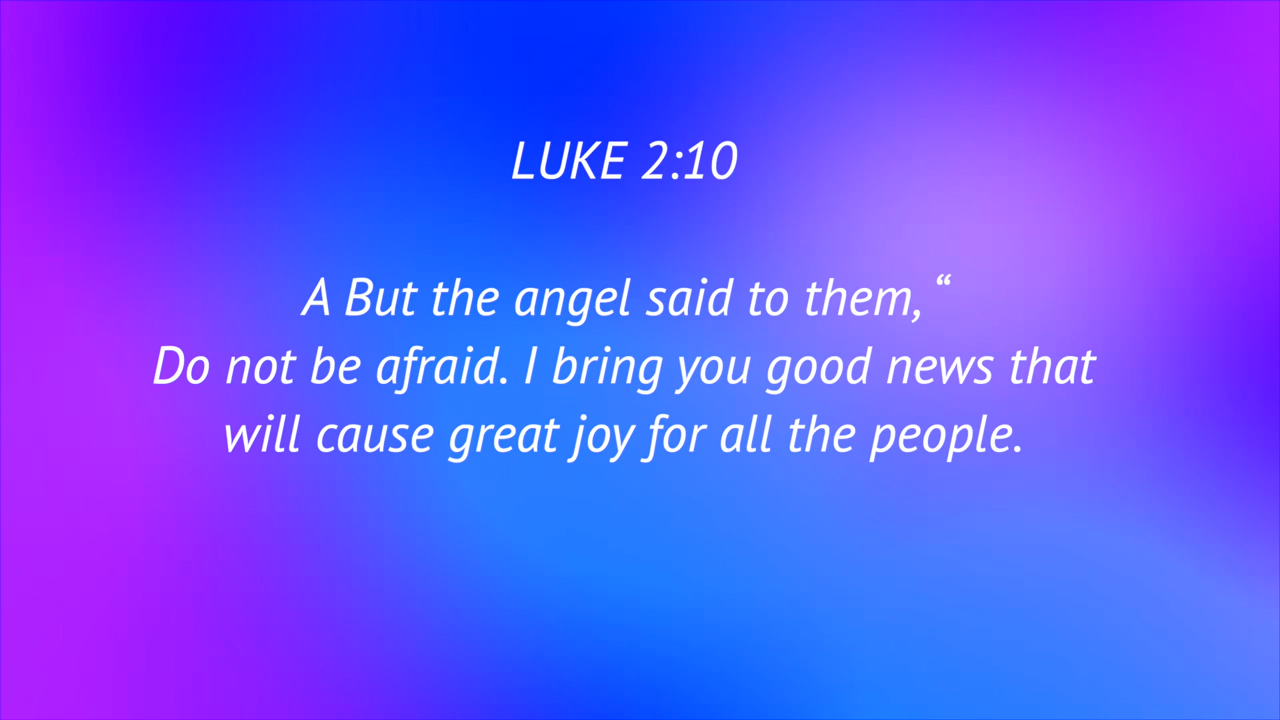 LUKE 2:10
A But the angel said to them, “
Do not be afraid. I bring you good news that
will cause great joy for all the people.